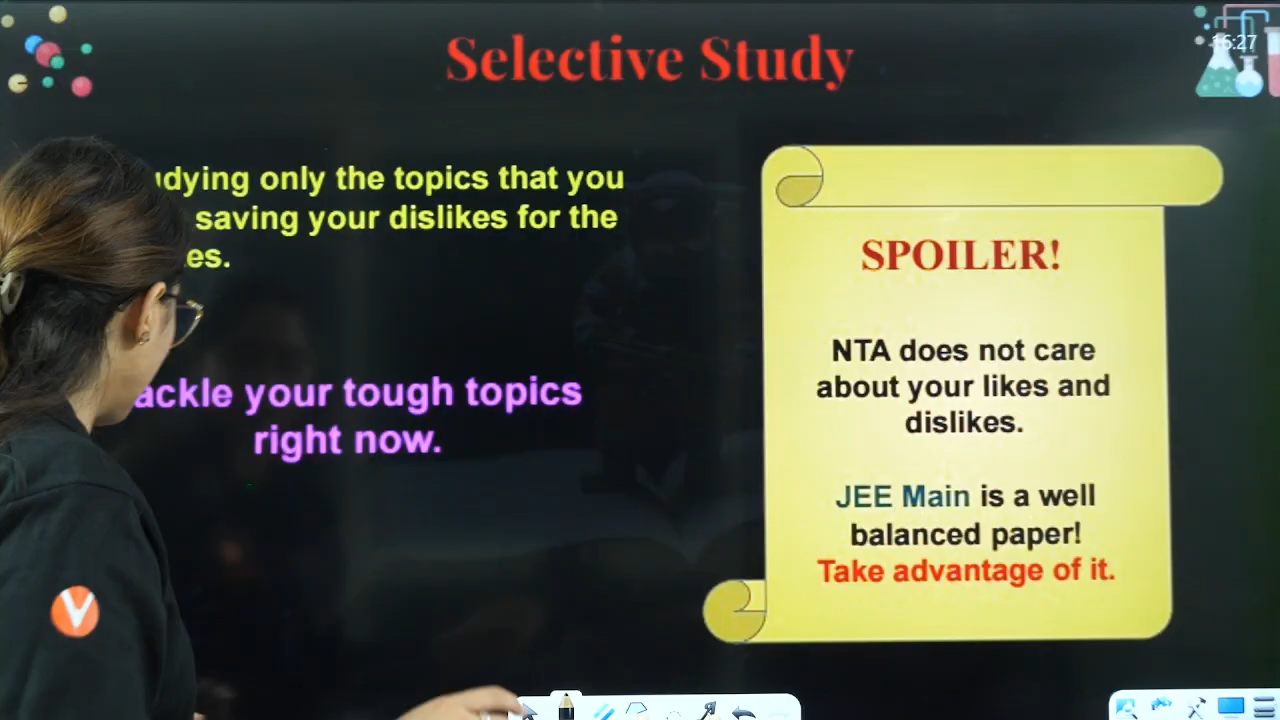 Selective Study
16:27
udying only the topics that you
saving your dislikes for the
es.
ackle your tough topics
right now.
SPOILER!
NTA does not care
about your likes and
dislikes.
JEE Main is a well
balanced paper!
Take advantage of it.
V